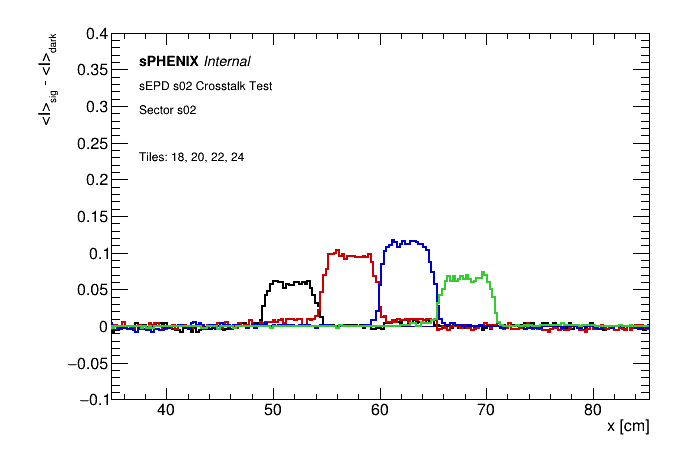 <I>sig - <I>dark
0.4
0.35
0.3
0.25
0.2
0.15
0.1
0.05
0
−0.05
−0.1
sPHENIX Internal
sEPD s02 Crosstalk Test
Sector s02
Tiles: 18, 20, 22, 24
40 50 60 70 80
x [cm]